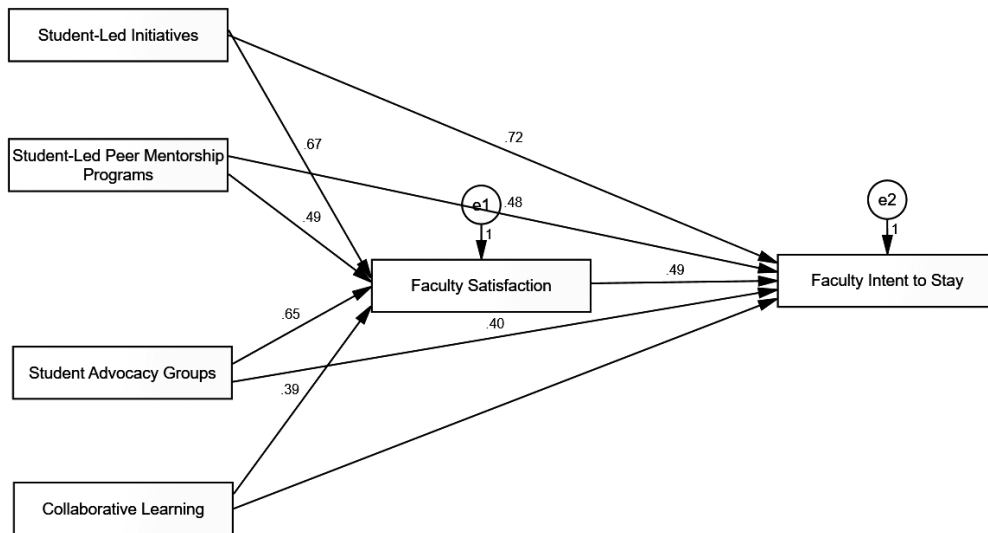 Student-Led Initiatives
.72
.67
Student-Led Peer Mentorship
Programs
.49
e1
.48
e2
1
1
Faculty Satisfaction
.49
Faculty Intent to Stay
.65
.40
Student Advocacy Groups
.39
Collaborative Learning